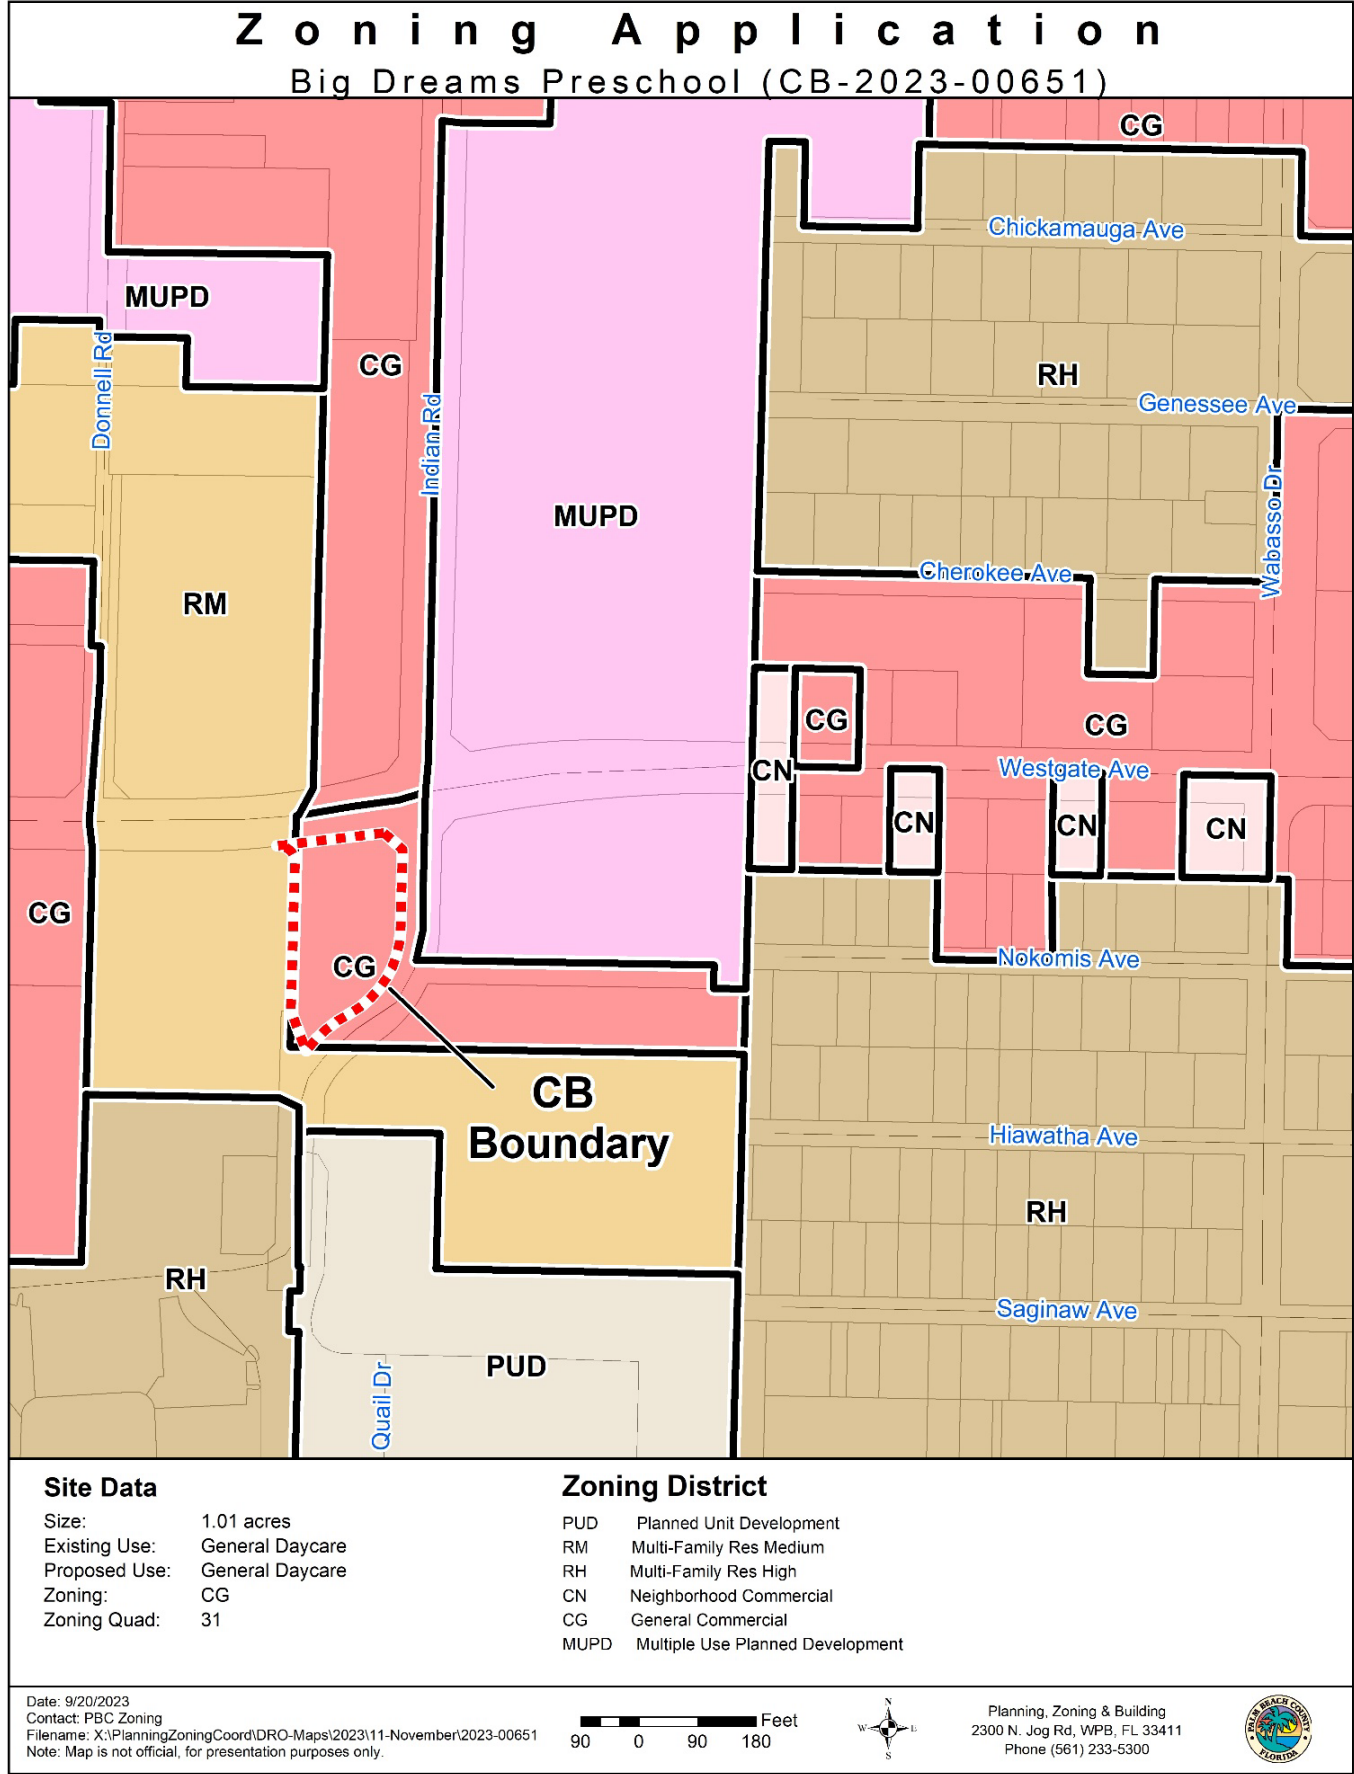 Zoning Application
Big Dreams Preschool (CB-2023-00651)
CG
Chickamauga Ave
MUPD
Donnell Rd
CG
Indian Rd
RH
Genessee Ave
MUPD
Wabasso Dr
Cherokee Ave
RM
CG
CG
Westgate Ave
CN
CN
CN
CN
CG
CG
Nokomis Ave
CB
Boundary
Hiawatha Ave
RH
RH
Saginaw Ave
PUD
Quail Dr
Site Data
Size: 1.01 acres
Existing Use: General Daycare
Proposed Use: General Daycare
Zoning: CG
Zoning Quad: 31
Zoning District
PUD Planned Unit Development
RM Multi-Family Res Medium
RH Multi-Family Res High
CN Neighborhood Commercial
CG General Commercial
MUPD Multiple Use Planned Development
Date: 9/20/2023
Contact: PBC Zoning
Filename: X:\PlanningZoningCoord\DRO-Maps\2023\11-November\2023-00651
Note: Map is not official, for presentation purposes only.
Feet
90 0 90 180
N
W E
S
Planning, Zoning & Building
2300 N. Jog Rd, WPB, FL 33411
Phone (561) 233-5300
PALM BEACH COUNTY
FLORIDA